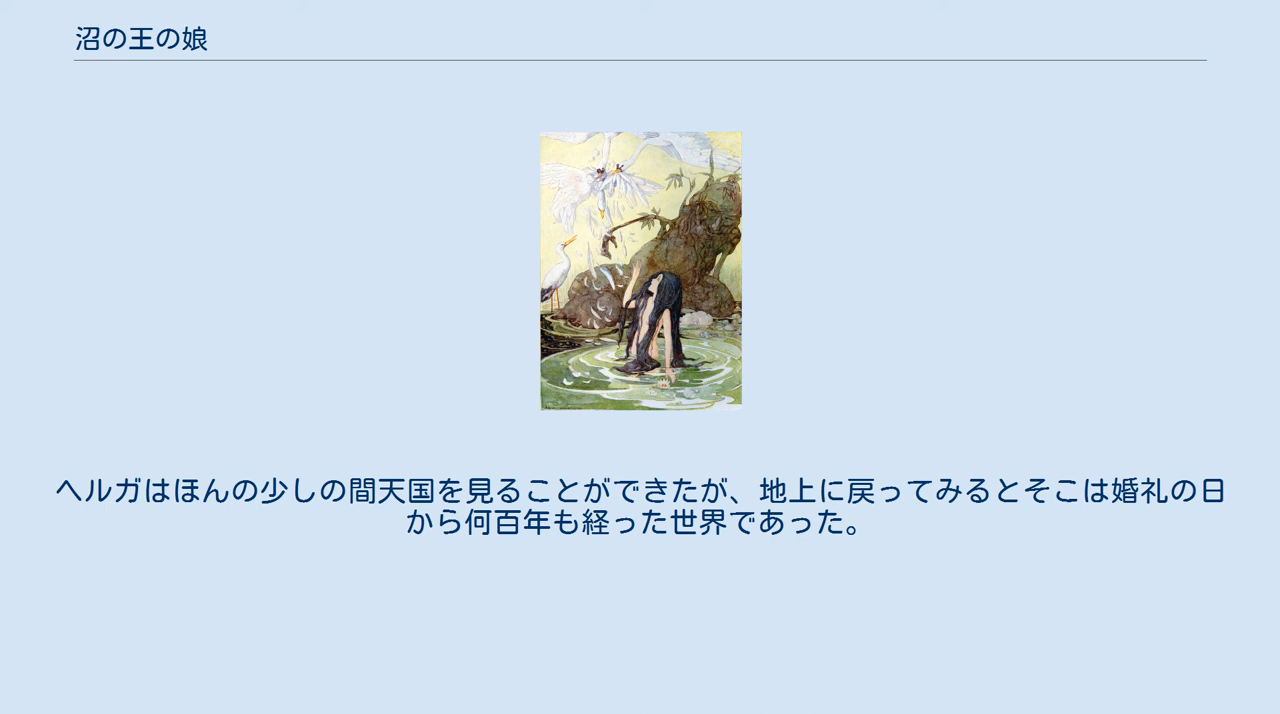 沼の王の娘
ヘルガはほんの少しの間天国を見ることができたが、地上に戻ってみるとそこは婚礼の日
から何百年も経った世界であった。